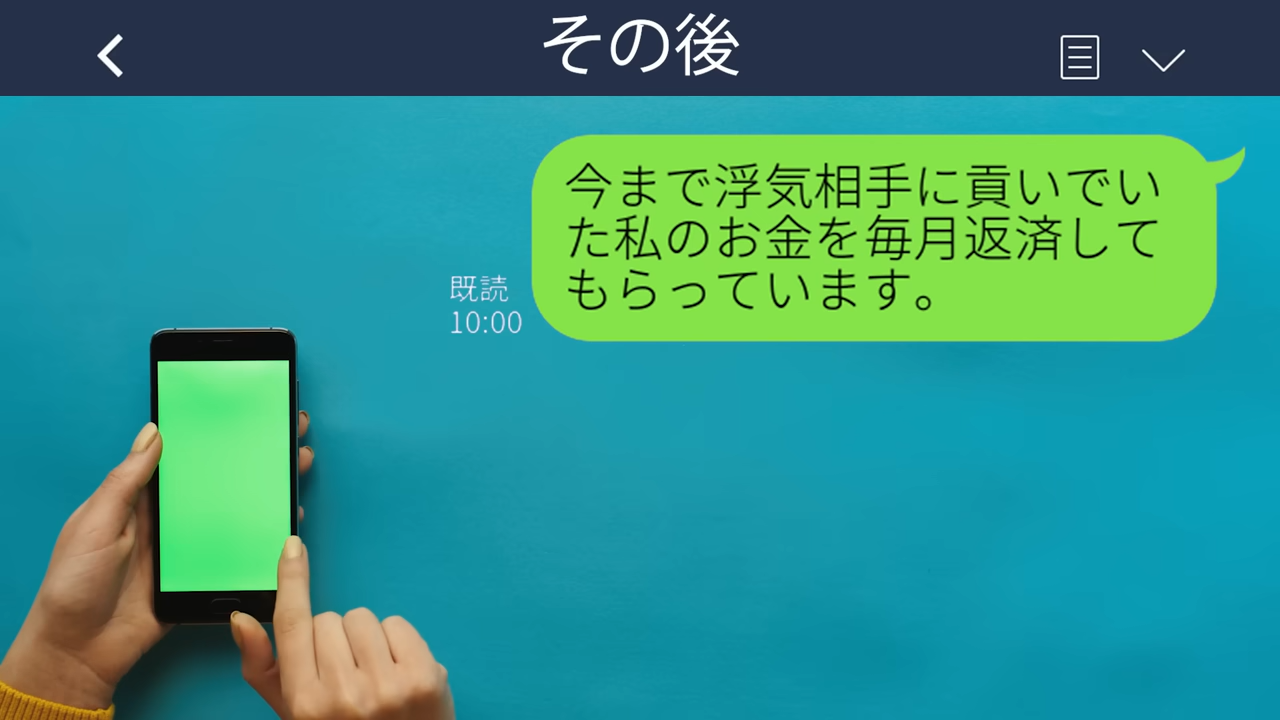 その後
今まで浮気相手に貢いでい
た私のお金を毎月返済して
もらっています。
既読
10:00